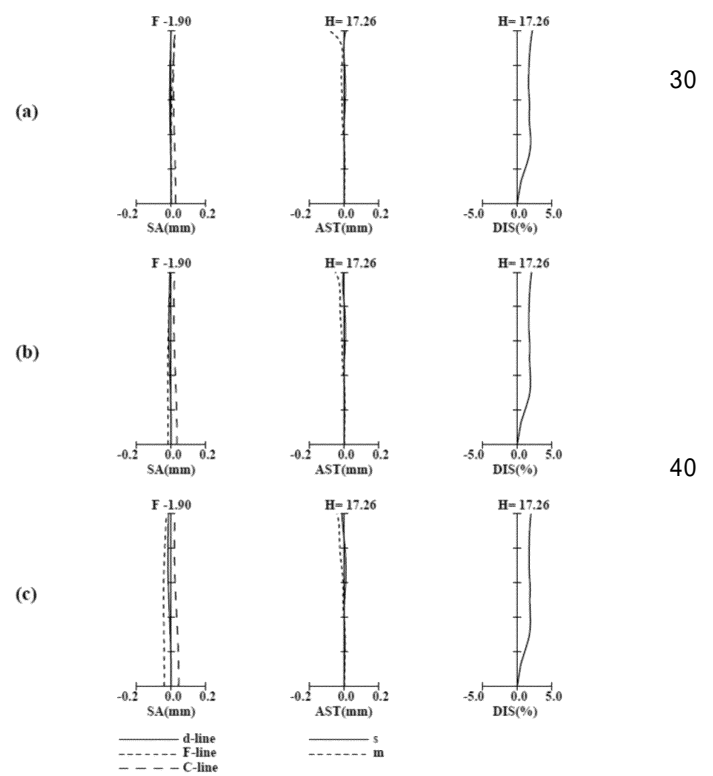 F -1.90 H= 17.26
30
(a)
-0.2 0.0 0.2 -0.2 0.0 0.2 -5.0 0.0 5.0
SA(mm) AST(mm) DIS(%)
F -1.90 H= 17.26 H= 17.26
(b)
-0.2 0.0 0.2 -0.2 0.0 0.2 -5.0 0.0 5.0
SA(mm) AST(mm) DIS(%)
40
F -1.90 H= 17.26 H= 17.26
(c)
-0.2 0.0 0.2 -0.2 0.0 0.2 -5.0 0.0 5.0
SA(mm) AST(mm) DIS(%)
d-line s
F-line m
C-line